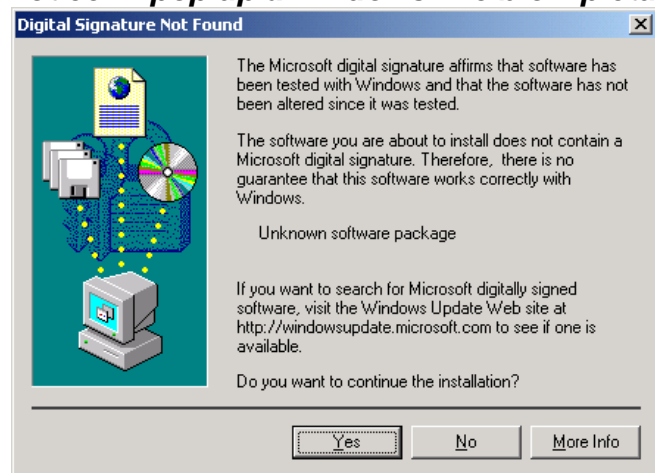 Digital Signature Not Found
The Microsoft digital signature affirms that software has
been tested with Windows and that the software has not
been altered since it was tested.
The software you are about to install does not contain a
Microsoft digital signature. Therefore, there is no
guarantee that this software works correctly with
Windows.
Unknown software package
If you want to search for Microsoft digitally signed
software, visit the Windows Update Web site at
http://windowsupdate.microsoft.com to see if one is
available.
Do you want to continue the installation?
Yes No More Info